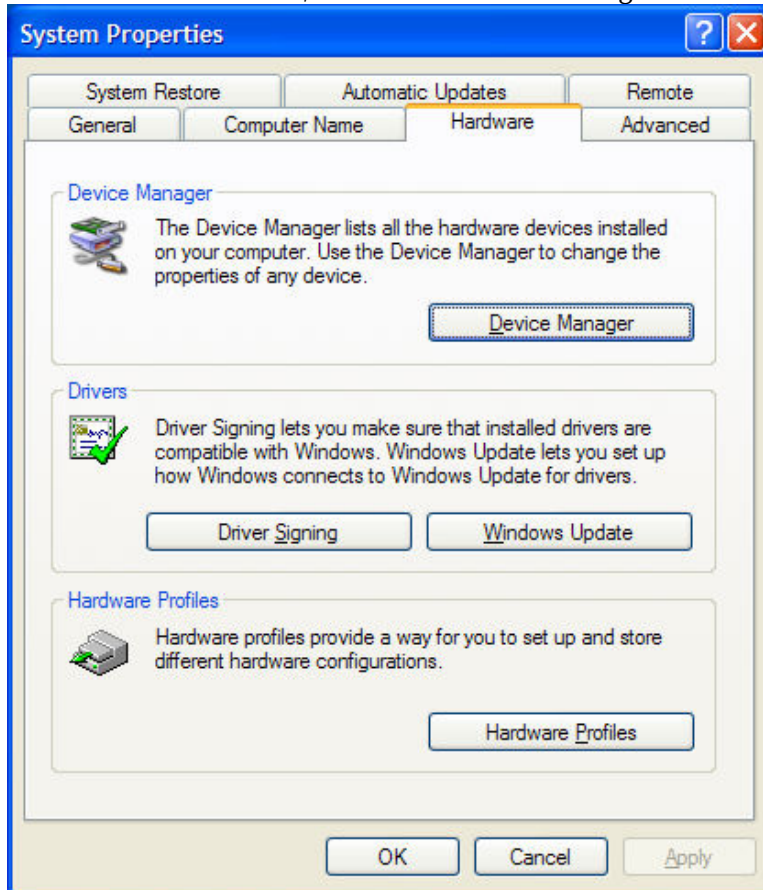 System Properties
System Restore Automatic Updates Remote
General Computer Name Hardware Advanced
Device Manager
The Device Manager lists all the hardware devices installed
on your computer. Use the Device Manager to change the
properties of any device.
Device Manager
Drivers
Driver Signing lets you make sure that installed drivers are
compatible with Windows. Windows Update lets you set up
how Windows connects to Windows Update for drivers.
Driver Signing Windows Update
Hardware Profiles
Hardware profiles provide a way for you to set up and store
different hardware configurations.
Hardware Profiles
OK Cancel Apply